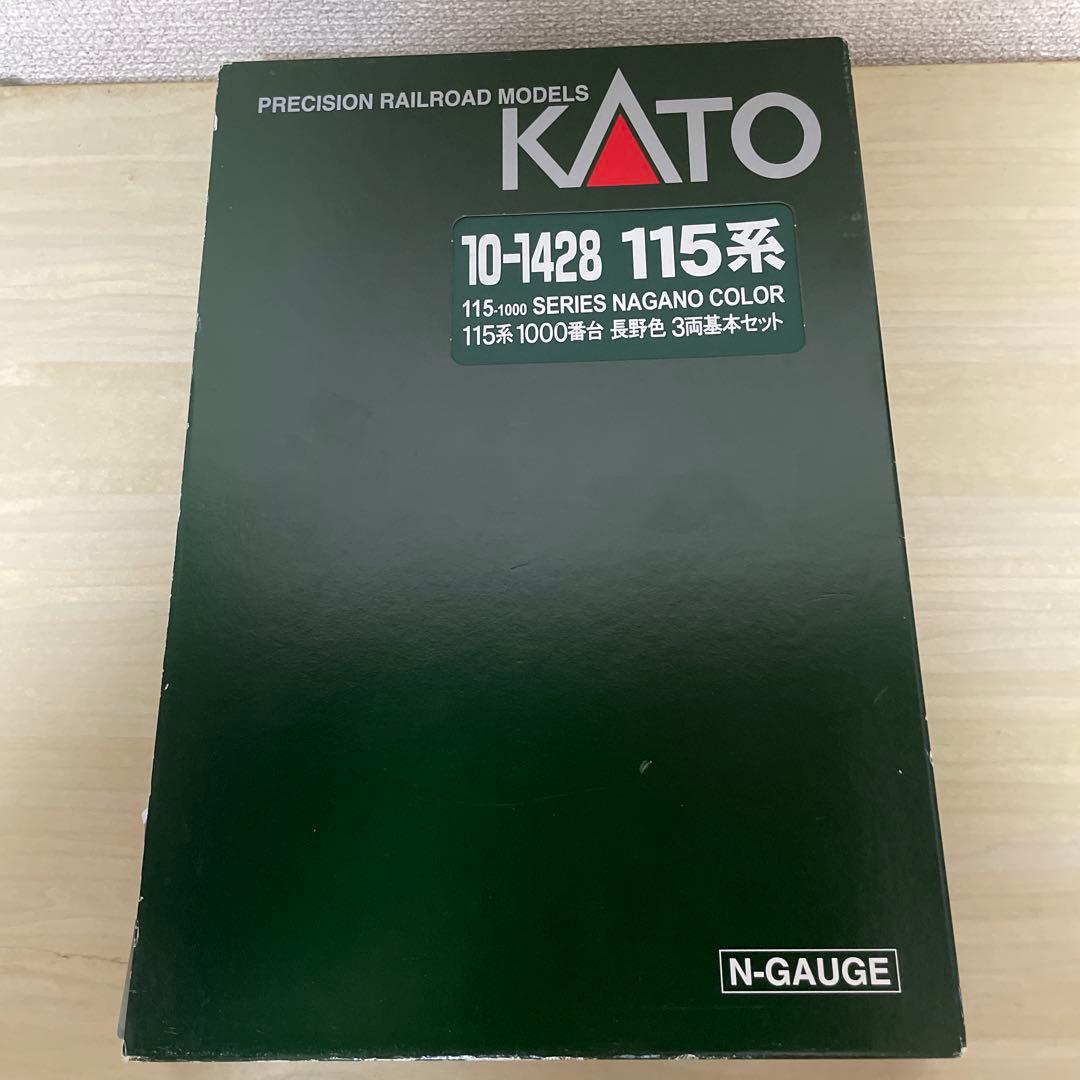 PRECISION RAILROAD MODELS
KATO
10-1428 115系
115-1000 SERIES NAGANO COLOR
115系1000番台 長野色 3両基本セット
N-GAUGE